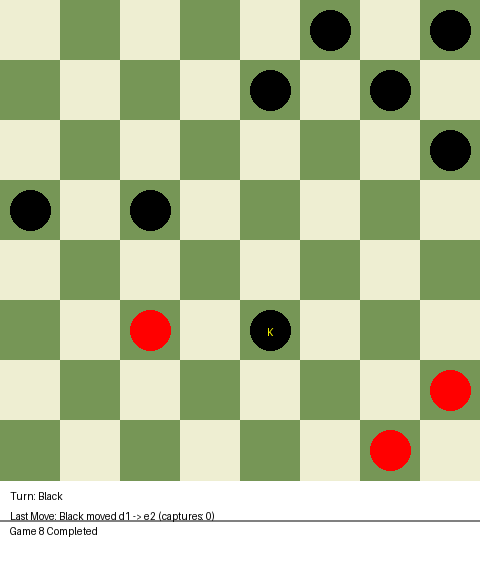 K
Turn: Black
Last Move: Black moved d1 -> e2 (captures: 0)
Game 8 Completed